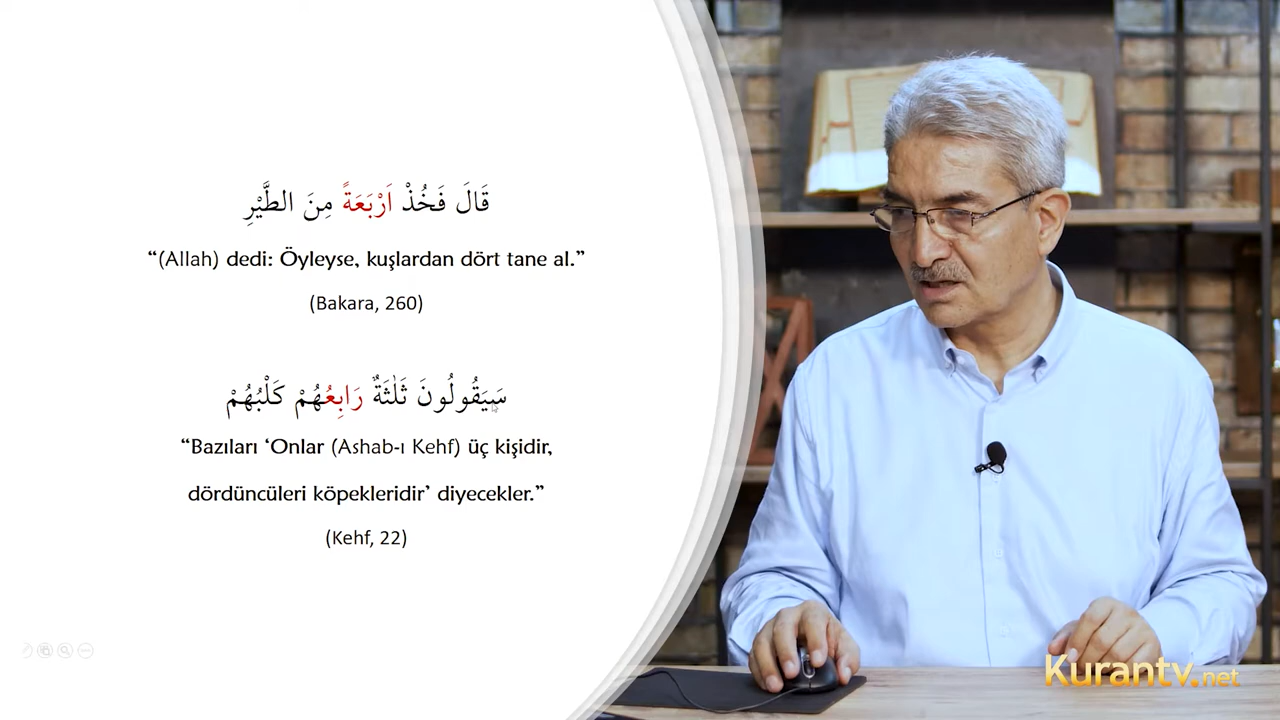 قَالَ فَخُذْ اَرْبَعَةً مِنَ الطَّيْرِ
“(Allah) dedi: Öyleyse, kuşlardan dört tane al.”
(Bakara, 260)
سَيَقُولُونَ ثَلٰثَةٌ رَابِعُهُمْ كَلْبُهُمْ
“Bazıları ‘Onlar (Ashab-ı Kehf) üç kişidir,
dördüncüleri köpekleridir’ diyecekler.”
(Kehf, 22)
Kurantv.net